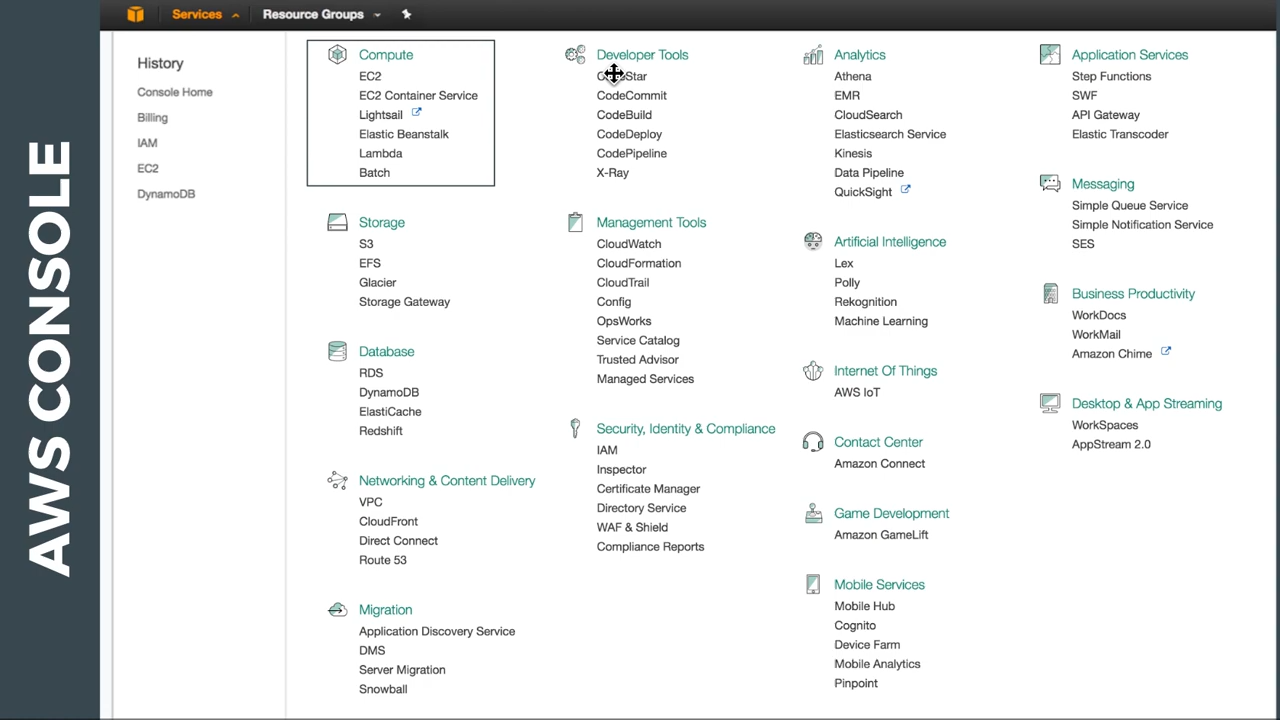 AWS CONSOLE
Services
Resource Groups
History
Console Home
Billing
IAM
EC2
DynamoDB
Compute
EC2
EC2 Container Service
Lightsail
Elastic Beanstalk
Lambda
Batch
Storage
S3
EFS
Glacier
Storage Gateway
Database
RDS
DynamoDB
ElastiCache
Redshift
Networking & Content Delivery
VPC
CloudFront
Direct Connect
Route 53
Migration
Application Discovery Service
DMS
Server Migration
Snowball
Developer Tools
CodeStar
CodeCommit
CodeBuild
CodeDeploy
CodePipeline
X-Ray
Management Tools
CloudWatch
CloudFormation
CloudTrail
Config
OpsWorks
Service Catalog
Trusted Advisor
Managed Services
Security, Identity & Compliance
IAM
Inspector
Certificate Manager
Directory Service
WAF & Shield
Compliance Reports
Analytics
Athena
EMR
CloudSearch
Elasticsearch Service
Kinesis
Data Pipeline
QuickSight
Artificial Intelligence
Lex
Polly
Rekognition
Machine Learning
Internet Of Things
AWS IoT
Contact Center
Amazon Connect
Game Development
Amazon GameLift
Mobile Services
Mobile Hub
Cognito
Device Farm
Mobile Analytics
Pinpoint
Application Services
Step Functions
SWF
API Gateway
Elastic Transcoder
Messaging
Simple Queue Service
Simple Notification Service
SES
Business Productivity
WorkDocs
WorkMail
Amazon Chime
Desktop & App Streaming
WorkSpaces
AppStream 2.0